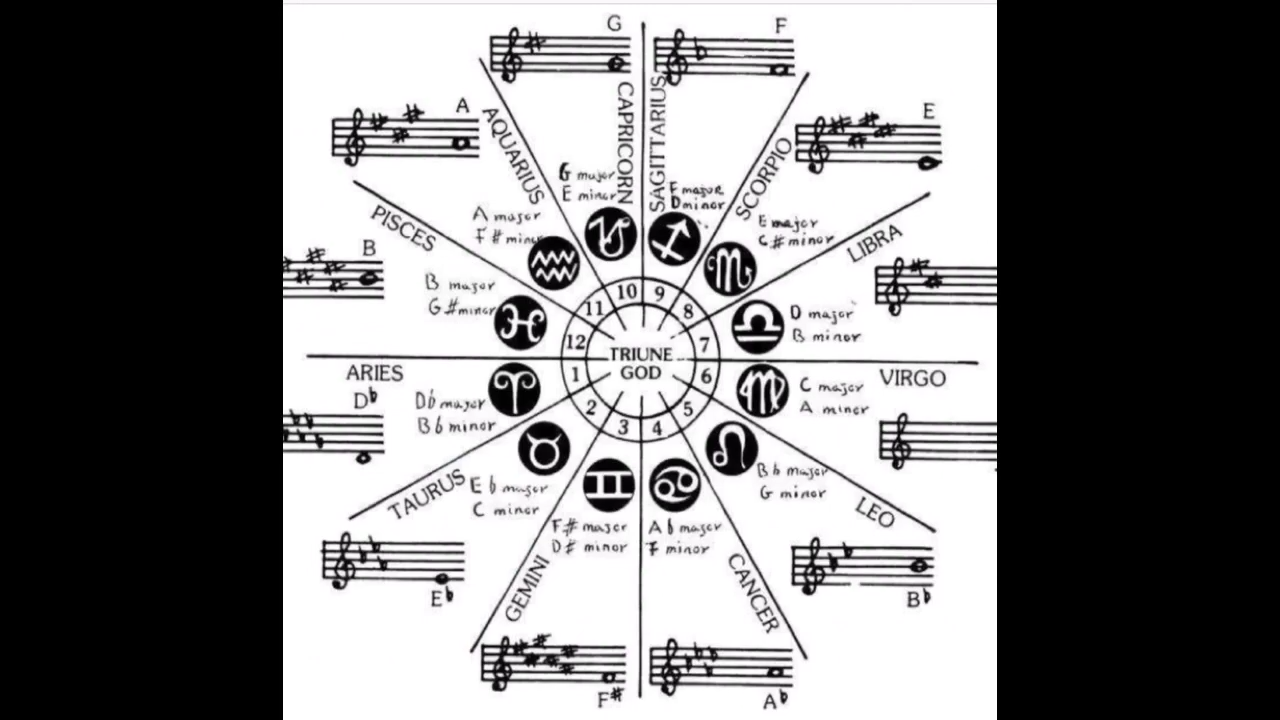 G
F
A
E
B
CAPRICORN
SAGITTARIUS
AQUARIUS
SCORPIO
PISCES
LIBRA
G major
E minor
F major
D minor
A major
F# minor
E major
C# minor
B major
G# minor
D major
B minor
10
9
11
8
12
7
TRIUNE
GOD
1
6
2
5
3
4
ARIES
VIRGO
D♭
D♭ major
B♭ minor
C major
A minor
TAURUS
E♭ major
C minor
B♭ major
G minor
LEO
F# major
D# minor
A♭ major
F minor
GEMINI
CANCER
E♭
B♭
F#
A♭